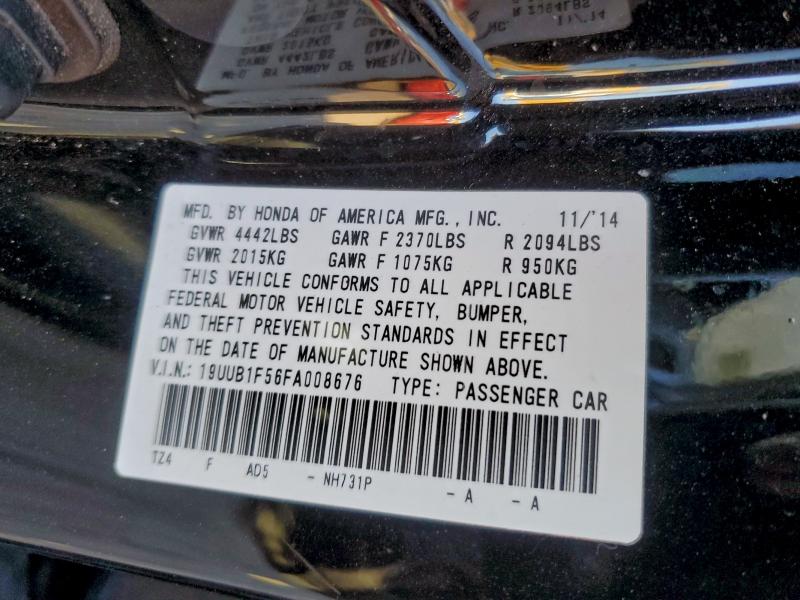 MFD. BY HONDA OF AMERICA MFG., INC. 11/'14
GVWR 4442LBS GAWR F 2370LBS R 2094LBS
GVWR 2015KG GAWR F 1075KG R 950KG
THIS VEHICLE CONFORMS TO ALL APPLICABLE
FEDERAL MOTOR VEHICLE SAFETY, BUMPER,
AND THEFT PREVENTION STANDARDS IN EFFECT
ON THE DATE OF MANUFACTURE SHOWN ABOVE.
V.I.N.: 19UUB1F56FA008676 TYPE: PASSENGER CAR
TZ4 F AD5 - NH731P - A - A